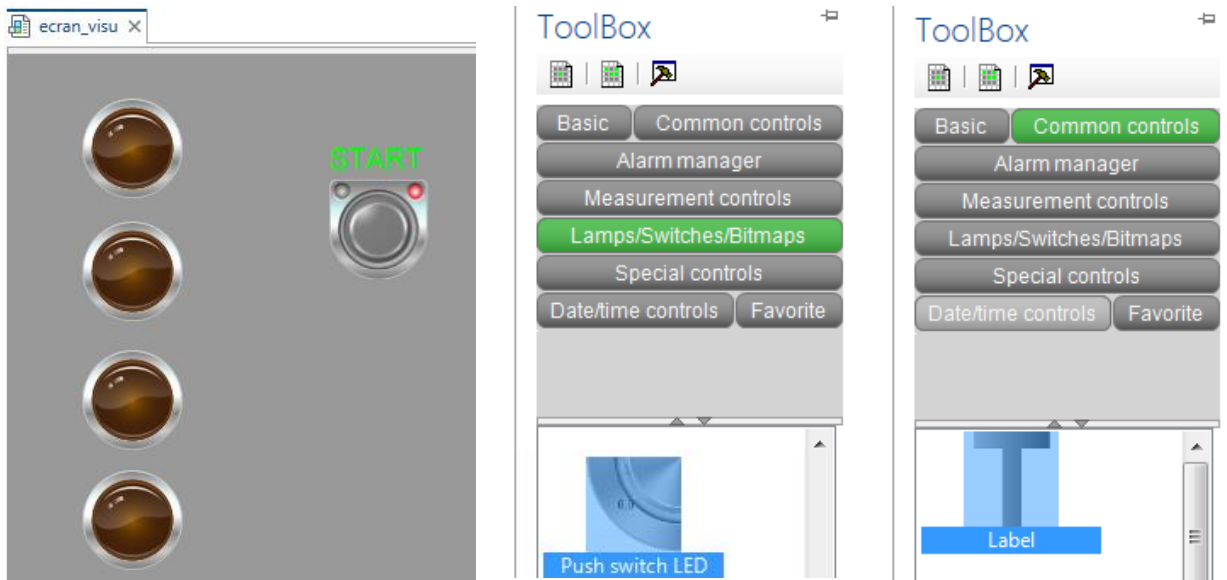 ecran_visu
START
ToolBox
Basic Common controls
Alarm manager
Measurement controls
Lamps/Switches/Bitmaps
Special controls
Date/time controls Favorite
0.0
Push switch LED
ToolBox
Basic Common controls
Alarm manager
Measurement controls
Lamps/Switches/Bitmaps
Special controls
Date/time controls Favorite
Label